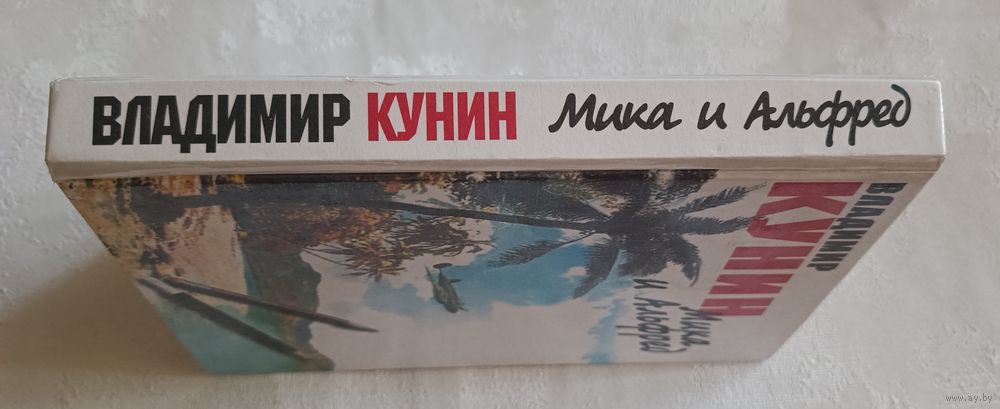 ВЛАДИМИР КУНИН Мика и Альфред
ВЛАДИМИР
КУНИН
Мика
и Альфред
www.ay.by